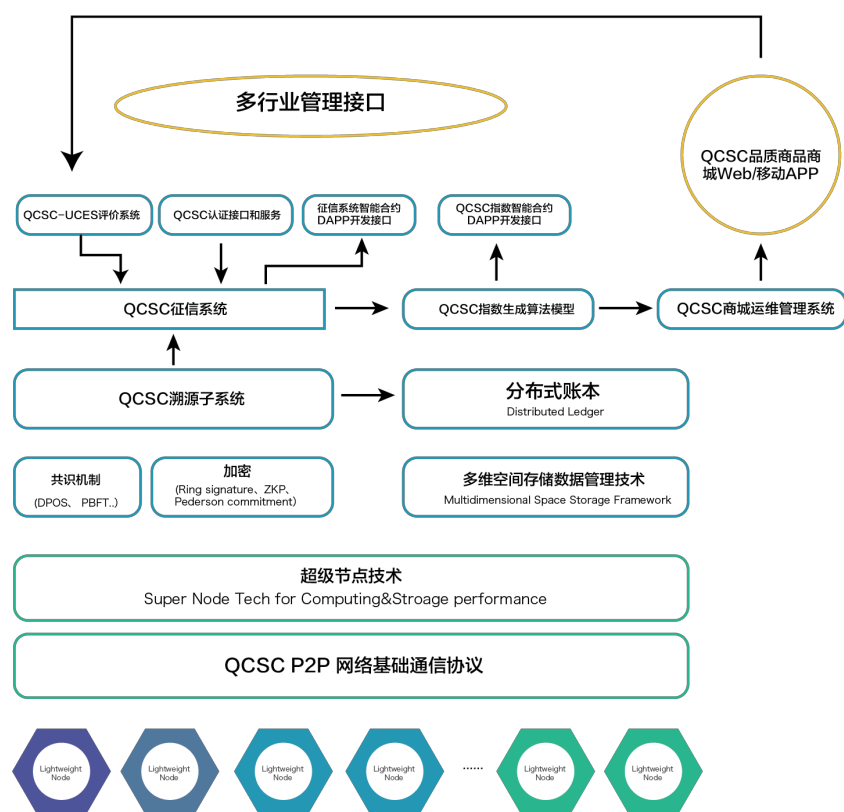 多行业管理接口
QCSC品质商品商
城Web/移动APP
QCSC-UCES评价系统
QCSC认证接口和服务
征信系统智能合约
DAPP开发接口
QCSC指数智能合约
DAPP开发接口
QCSC征信系统
QCSC指数生成算法模型
QCSC商城运维管理系统
QCSC溯源子系统
分布式账本
Distributed Ledger
共识机制
(DPOS、 PBFT..)
加密
(Ring signature、ZKP、
Pederson commitment)
多维空间存储数据管理技术
Multidimensional Space Storage Framework
超级节点技术
Super Node Tech for Computing&Stroage performance
QCSC P2P 网络基础通信协议
Lightweight
Node
Lightweight
Node
Lightweight
Node
Lightweight
Node
......
Lightweight
Node
Lightweight
Node